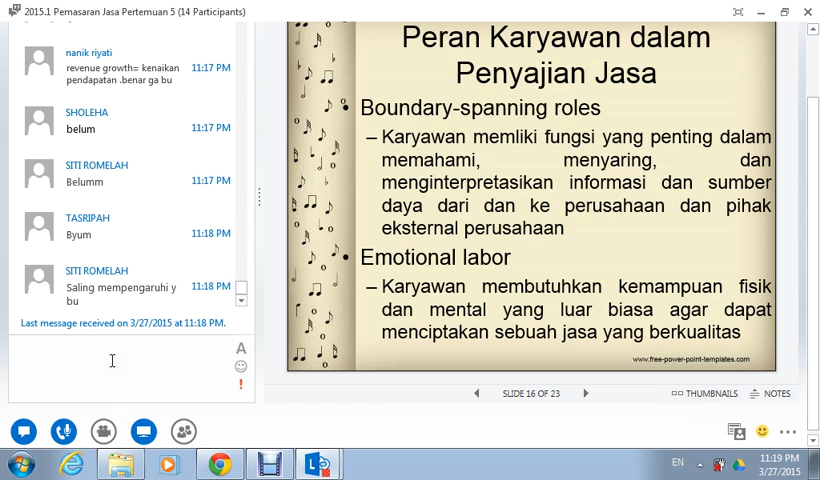 2015.1 Pemasaran Jasa Pertemuan 5 (14 Participants)
nanik riyati
revenue growth= kenaikan
pendapatan .benar ga bu
11:17 PM
SHOLEHA
belum
11:17 PM
SITI ROMELAH
Belumm
11:17 PM
TASRIPAH
Byum
11:18 PM
SITI ROMELAH
Saling mempengaruhi y
bu
11:18 PM
Last message received on 3/27/2015 at 11:18 PM.
A
Peran Karyawan dalam
Penyajian Jasa
• Boundary-spanning roles
– Karyawan memliki fungsi yang penting dalam
memahami, menyaring, dan
menginterpretasikan informasi dan sumber
daya dari dan ke perusahaan dan pihak
eksternal perusahaan
• Emotional labor
– Karyawan membutuhkan kemampuan fisik
dan mental yang luar biasa agar dapat
menciptakan sebuah jasa yang berkualitas
www.free-power-point-templates.com
SLIDE 16 OF 23
THUMBNAILS
NOTES
EN
11:19 PM
3/27/2015